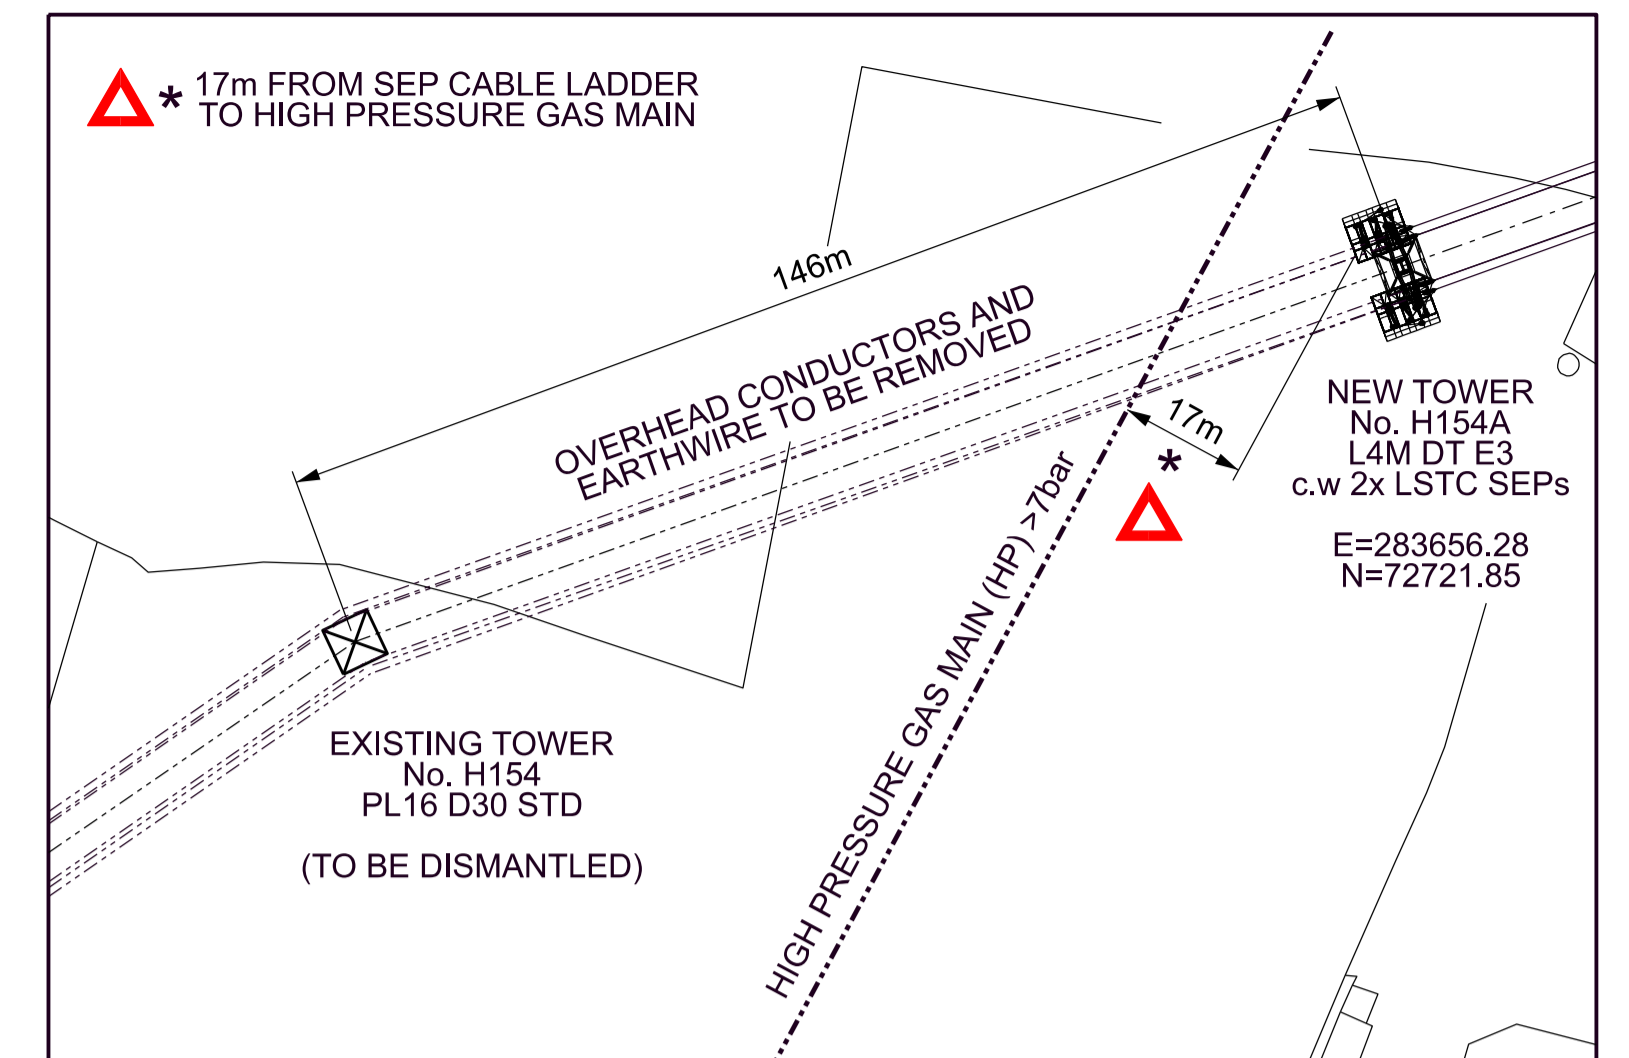 * 17m FROM SEP CABLE LADDER
TO HIGH PRESSURE GAS MAIN
146m
OVERHEAD CONDUCTORS AND
EARTHWIRE TO BE REMOVED
17m
*
NEW TOWER
No. H154A
L4M DT E3
c.w 2x LSTC SEPs
E=283656.28
N=72721.85
HIGH PRESSURE GAS MAIN (HP) >7bar
EXISTING TOWER
No. H154
PL16 D30 STD
(TO BE DISMANTLED)